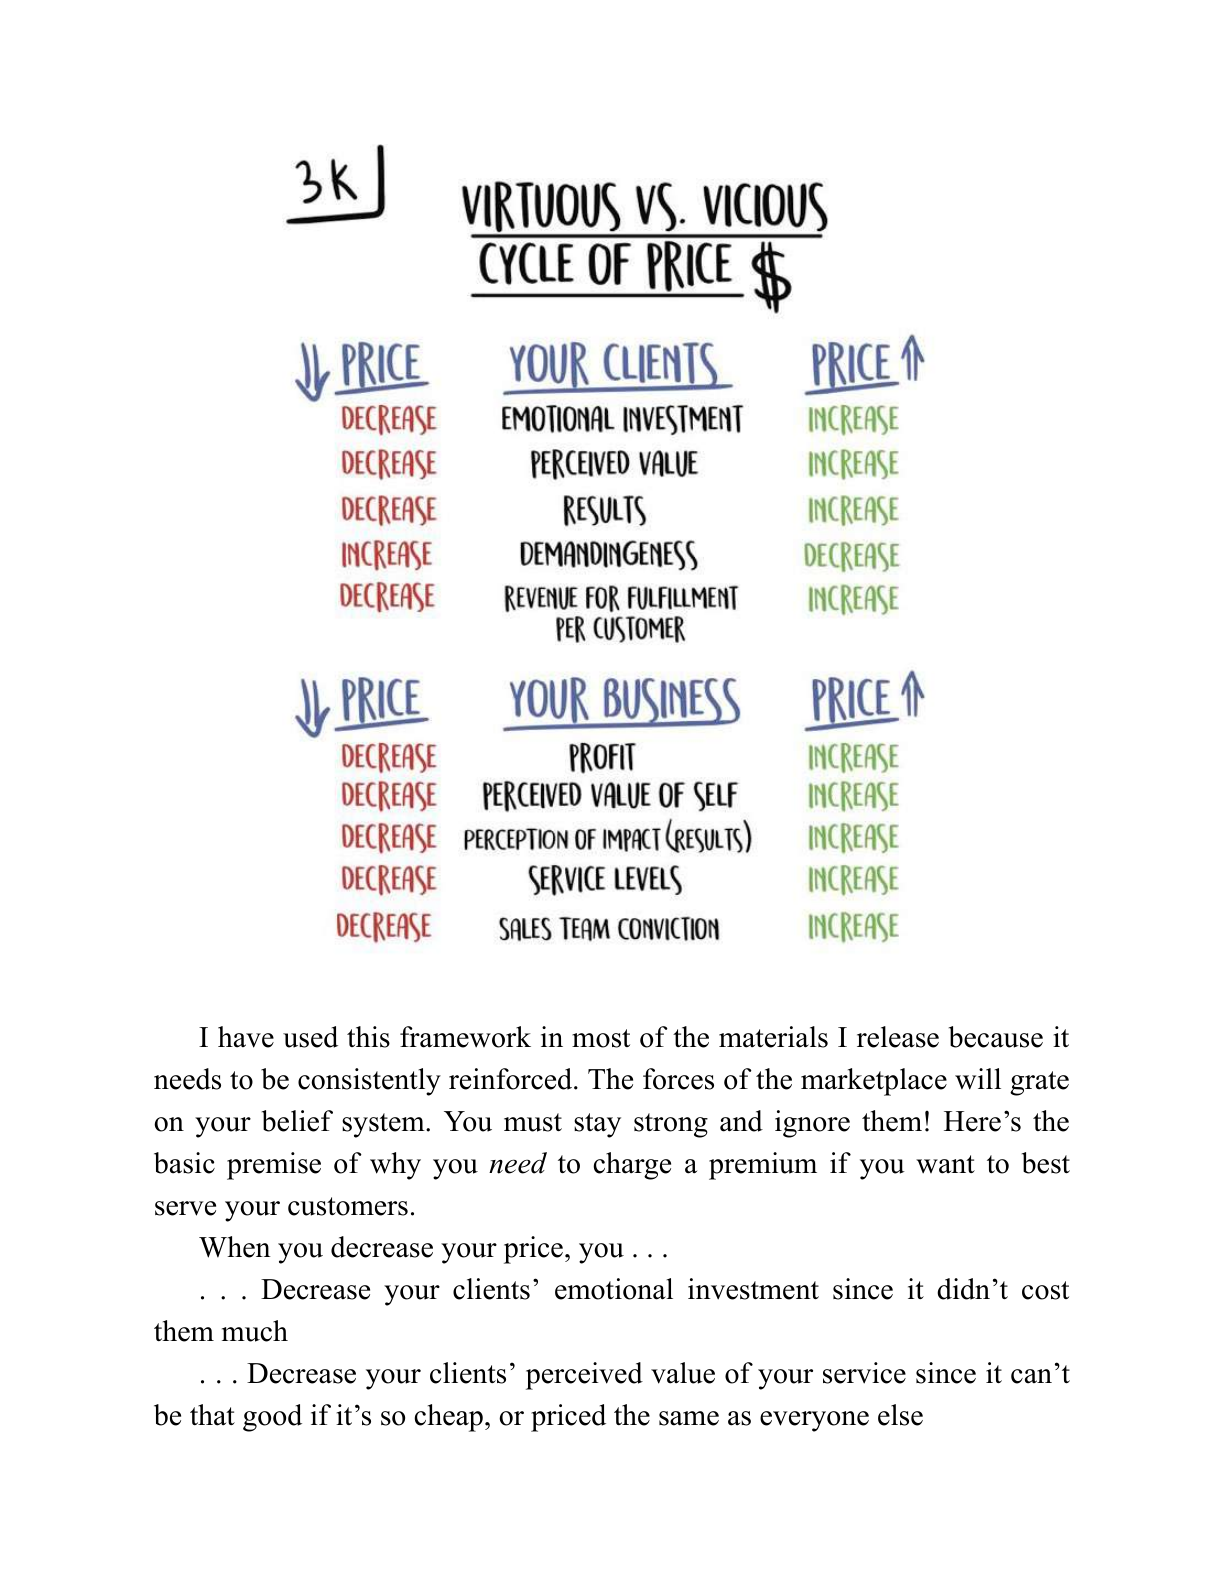 3K
VIRTUOUS VS. VICIOUS
CYCLE OF PRICE $
PRICE YOUR CLIENTS PRICE
DECREASE EMOTIONAL INVESTMENT INCREASE
DECREASE PERCEIVED VALUE INCREASE
DECREASE RESULTS INCREASE
INCREASE DEMANDINGENESS DECREASE
DECREASE REVENUE FOR FULFILLMENT INCREASE
PER CUSTOMER
PRICE YOUR BUSINESS PRICE
DECREASE PROFIT INCREASE
DECREASE PERCEIVED VALUE OF SELF INCREASE
DECREASE PERCEPTION OF IMPACT (RESULTS) INCREASE
DECREASE SERVICE LEVELS INCREASE
DECREASE SALES TEAM CONVICTION INCREASE
I have used this framework in most of the materials I release because it
needs to be consistently reinforced. The forces of the marketplace will grate
on your belief system. You must stay strong and ignore them! Here’s the
basic premise of why you need to charge a premium if you want to best
serve your customers.
When you decrease your price, you . . .
. . . Decrease your clients’ emotional investment since it didn’t cost
them much
. . . Decrease your clients’ perceived value of your service since it can’t
be that good if it’s so cheap, or priced the same as everyone else